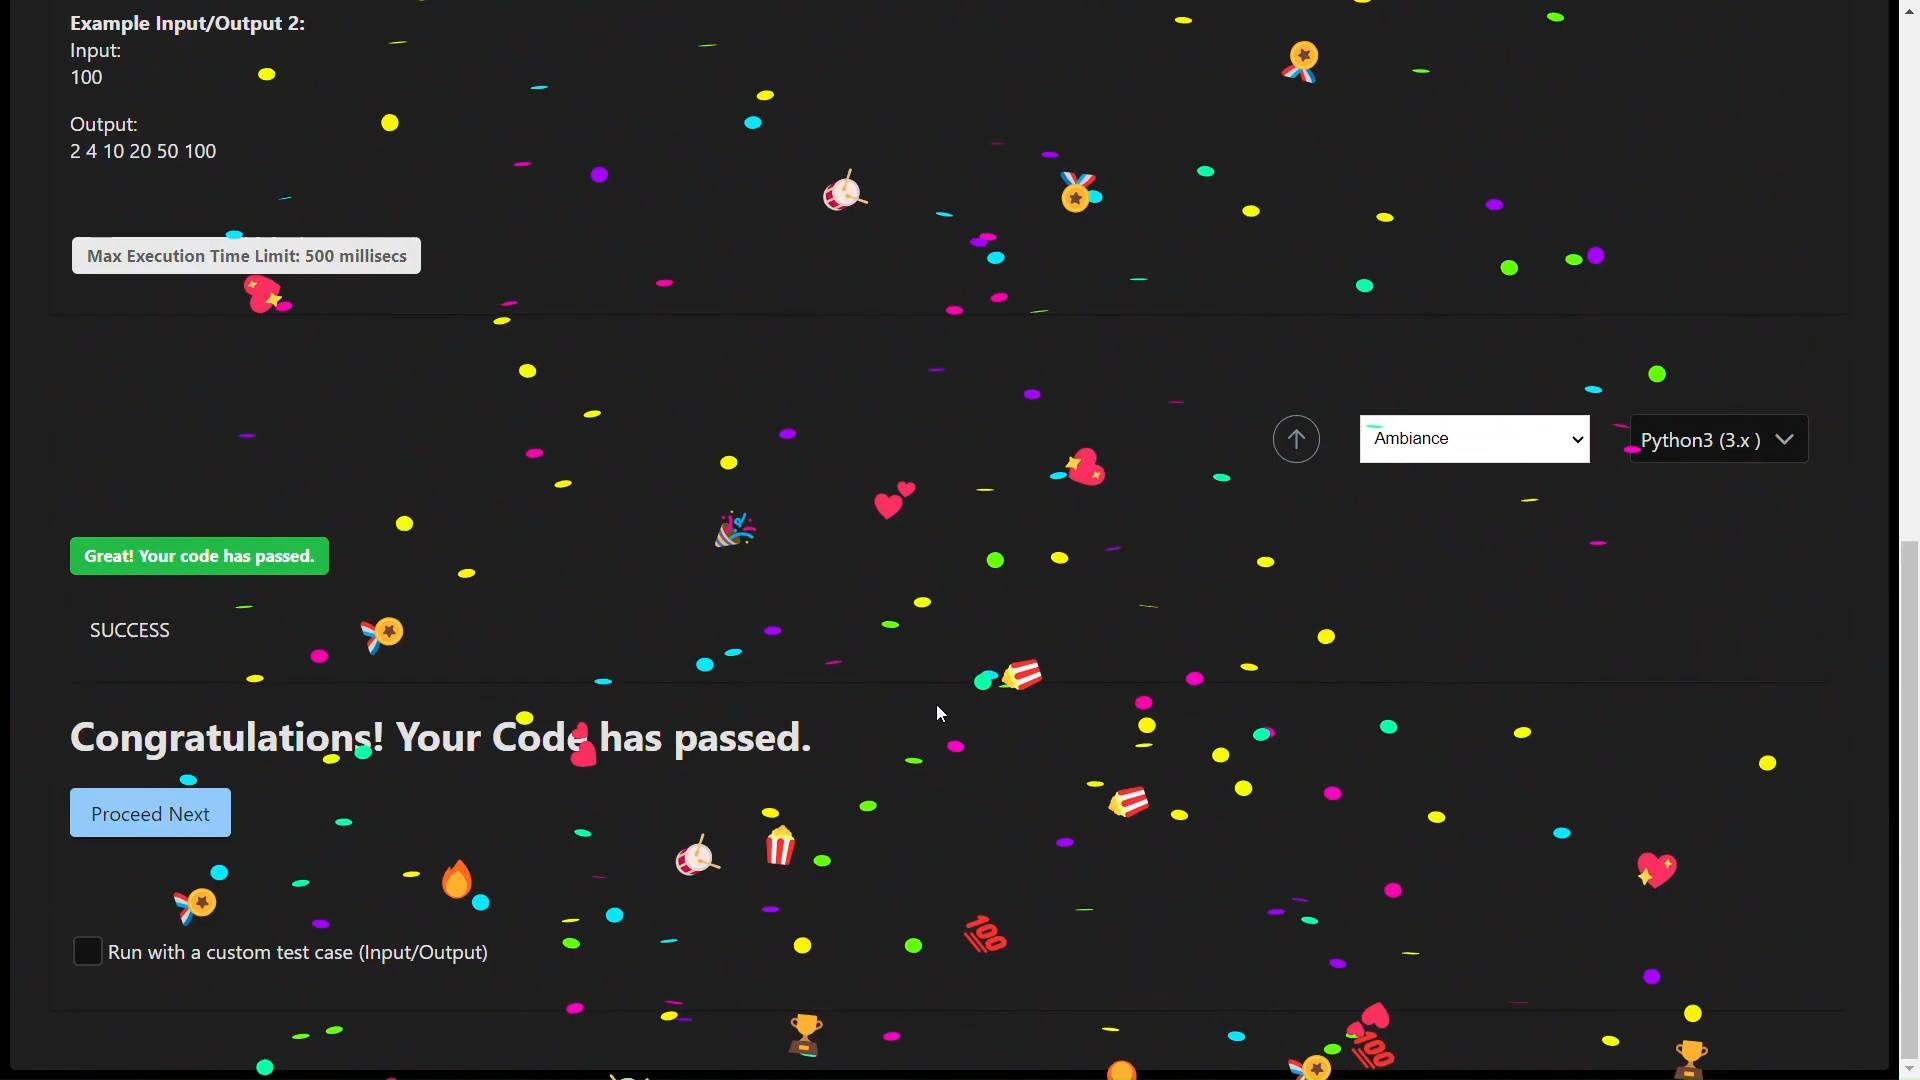 Example Input/Output 2:
Input:
100
Output:
2 4 10 20 50 100
Max Execution Time Limit: 500 millisecs
Ambiance
Python3 (3.x )
Great! Your code has passed.
SUCCESS
Congratulations! Your Code has passed.
Proceed Next
Run with a custom test case (Input/Output)
100
100